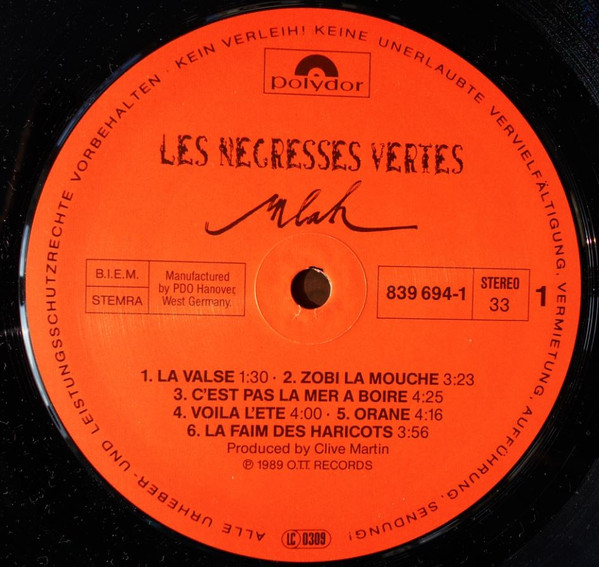 ALLE URHEBER- UND LEISTUNGSSCHUTZRECHTE VORBEHALTEN · KEIN VERLEIH! KEINE UNERLAUBTE VERVIELFÄLTIGUNG, VERMIETUNG, AUFFÜHRUNG, SENDUNG!
polydor
LES NEGRESSES VERTES
Mlah
B.I.E.M.
STEMRA
Manufactured
by PDO Hanover,
West Germany.
839 694-1
STEREO
33
1
1. LA VALSE 1:30 · 2. ZOBI LA MOUCHE 3:23
3. C'EST PAS LA MER A BOIRE 4:25
4. VOILA L'ETE 4:00 · 5. ORANE 4:16
6. LA FAIM DES HARICOTS 3:56
Produced by Clive Martin
℗ 1989 O.T.T. RECORDS
LC 0309